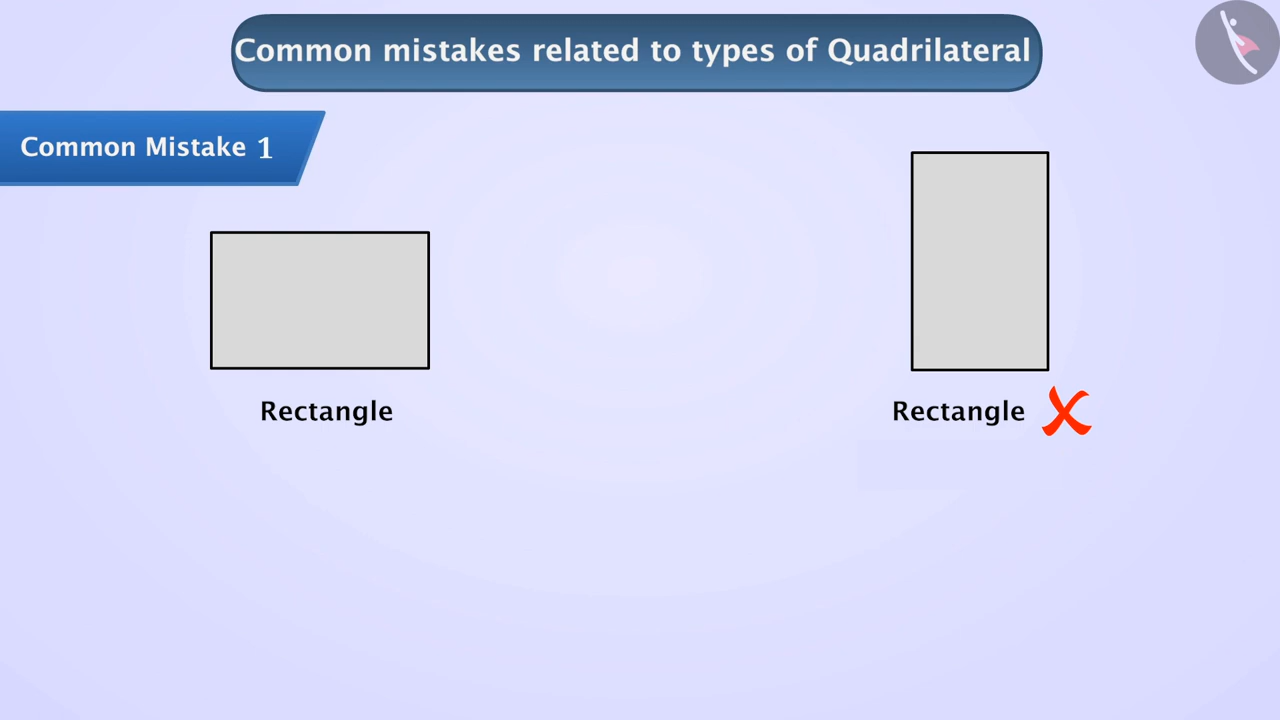 Common mistakes related to types of Quadrilateral
Common Mistake 1
Rectangle
Rectangle